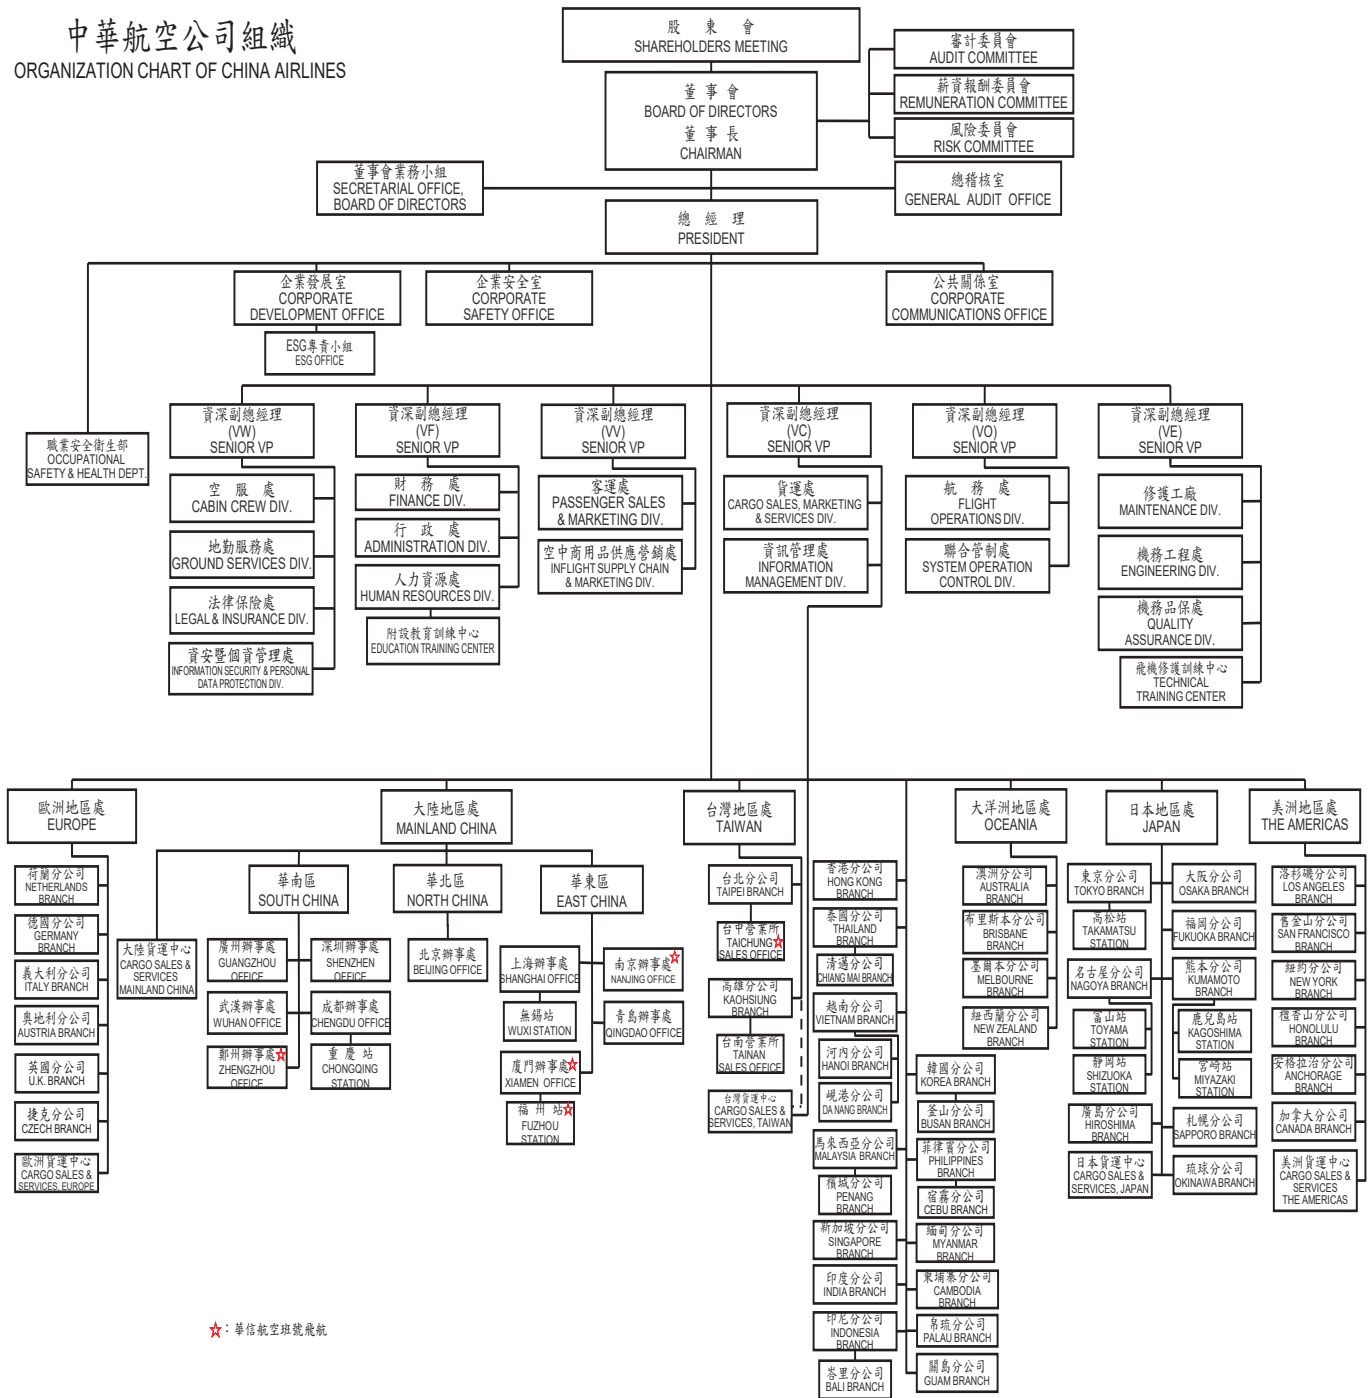 中華航空公司組織
ORGANIZATION CHART OF CHINA AIRLINES
股 東 會
SHAREHOLDERS MEETING
審計委員會
AUDIT COMMITTEE
董 事 會
BOARD OF DIRECTORS
董 事 長
CHAIRMAN
薪資報酬委員會
REMUNERATION COMMITTEE
風險委員會
RISK COMMITTEE
董事會業務小組
SECRETARIAL OFFICE,
BOARD OF DIRECTORS
總稽核室
GENERAL AUDIT OFFICE
總 經 理
PRESIDENT
企業發展室
CORPORATE
DEVELOPMENT OFFICE
企業安全室
CORPORATE
SAFETY OFFICE
公共關係室
CORPORATE
COMMUNICATIONS OFFICE
ESG專責小組
ESG OFFICE
職業安全衛生部
OCCUPATIONAL
SAFETY & HEALTH DEPT.
資深副總經理
(VW)
SENIOR VP
空 服 處
CABIN CREW DIV.
地勤服務處
GROUND SERVICES DIV.
法律保險處
LEGAL & INSURANCE DIV.
資安暨個資管理處
INFORMATION SECURITY & PERSONAL
DATA PROTECTION DIV.
資深副總經理
(VF)
SENIOR VP
財 務 處
FINANCE DIV.
行 政 處
ADMINISTRATION DIV.
人力資源處
HUMAN RESOURCES DIV.
附設教育訓練中心
EDUCATION TRAINING CENTER
資深副總經理
(VV)
SENIOR VP
客運處
PASSENGER SALES
& MARKETING DIV.
空中商用品供應營銷處
INFLIGHT SUPPLY CHAIN
& MARKETING DIV.
資深副總經理
(VC)
SENIOR VP
貨運處
CARGO SALES, MARKETING
& SERVICES DIV.
資訊管理處
INFORMATION
MANAGEMENT DIV.
資深副總經理
(VO)
SENIOR VP
航 務 處
FLIGHT
OPERATIONS DIV.
聯合管制處
SYSTEM OPERATION
CONTROL DIV.
資深副總經理
(VE)
SENIOR VP
修護工廠
MAINTENANCE DIV.
機務工程處
ENGINEERING DIV.
機務品保處
QUALITY
ASSURANCE DIV.
飛機修護訓練中心
TECHNICAL
TRAINING CENTER
歐洲地區處
EUROPE
荷蘭分公司
NETHERLANDS
BRANCH
德國分公司
GERMANY
BRANCH
義大利分公司
ITALY BRANCH
奧地利分公司
AUSTRIA BRANCH
英國分公司
U.K. BRANCH
捷克分公司
CZECH BRANCH
歐洲貨運中心
CARGO SALES &
SERVICES, EUROPE
大陸地區處
MAINLAND CHINA
大陸貨運中心
CARGO SALES &
SERVICES
MAINLAND CHINA
華南區
SOUTH CHINA
廣州辦事處
GUANGZHOU
OFFICE
深圳辦事處
SHENZHEN
OFFICE
武漢辦事處
WUHAN OFFICE
成都辦事處
CHENGDU OFFICE
鄭州辦事處☆
ZHENGZHOU
OFFICE
重 慶 站
CHONGQING
STATION
華北區
NORTH CHINA
北京辦事處
BEIJING OFFICE
華東區
EAST CHINA
上海辦事處
SHANGHAI OFFICE
南京辦事處☆
NANJING OFFICE
無錫站
WUXI STATION
青島辦事處
QINGDAO OFFICE
廈門辦事處☆
XIAMEN OFFICE
福 州 站☆
FUZHOU
STATION
台灣地區處
TAIWAN
台北分公司
TAIPEI BRANCH
台中營業所
TAICHUNG☆
SALES OFFICE
高雄分公司
KAOHSIUNG
BRANCH
台南營業所
TAINAN
SALES OFFICE
台灣貨運中心
CARGO SALES &
SERVICES, TAIWAN
香港分公司
HONG KONG
BRANCH
泰國分公司
THAILAND
BRANCH
清邁分公司
CHIANG MAI BRANCH
越南分公司
VIETNAM BRANCH
河內分公司
HANOI BRANCH
峴港分公司
DA NANG BRANCH
馬來西亞分公司
MALAYSIA BRANCH
檳城分公司
PENANG
BRANCH
新加坡分公司
SINGAPORE
BRANCH
印度分公司
INDIA BRANCH
印尼分公司
INDONESIA
BRANCH
峇里分公司
BALI BRANCH
韓國分公司
KOREA BRANCH
釜山分公司
BUSAN BRANCH
菲律賓分公司
PHILIPPINES
BRANCH
宿霧分公司
CEBU BRANCH
緬甸分公司
MYANMAR
BRANCH
柬埔寨分公司
CAMBODIA
BRANCH
帛琉分公司
PALAU BRANCH
關島分公司
GUAM BRANCH
大洋洲地區處
OCEANIA
澳洲分公司
AUSTRALIA
BRANCH
布里斯本分公司
BRISBANE
BRANCH
墨爾本分公司
MELBOURNE
BRANCH
紐西蘭分公司
NEW ZEALAND
BRANCH
日本地區處
JAPAN
東京分公司
TOKYO BRANCH
大阪分公司
OSAKA BRANCH
高松站
TAKAMATSU
STATION
福岡分公司
FUKUOKA BRANCH
名古屋分公司
NAGOYA BRANCH
熊本分公司
KUMAMOTO
BRANCH
富山站
TOYAMA
STATION
鹿兒島站
KAGOSHIMA
STATION
靜岡站
SHIZUOKA
STATION
宮崎站
MIYAZAKI
STATION
廣島分公司
HIROSHIMA
BRANCH
札幌分公司
SAPPORO BRANCH
日本貨運中心
CARGO SALES &
SERVICES, JAPAN
琉球分公司
OKINAWA BRANCH
美洲地區處
THE AMERICAS
洛杉磯分公司
LOS ANGELES
BRANCH
舊金山分公司
SAN FRANCISCO
BRANCH
紐約分公司
NEW YORK
BRANCH
檀香山分公司
HONOLULU
BRANCH
安格拉治分公司
ANCHORAGE
BRANCH
加拿大分公司
CANADA BRANCH
美洲貨運中心
CARGO SALES &
SERVICES
THE AMERICAS
☆：華信航空班號飛航